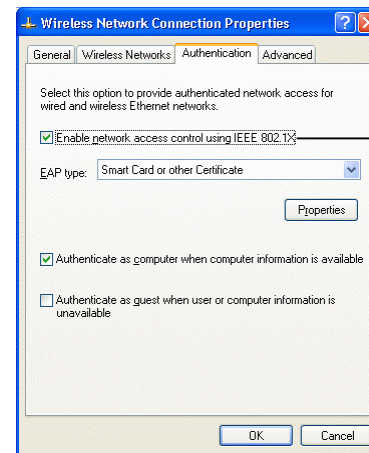 Wireless Network Connection Properties
General
Wireless Networks
Authentication
Advanced
Select this option to provide authenticated network access for
wired and wireless Ethernet networks.
Enable network access control using IEEE 802.1X
EAP type:
Smart Card or other Certificate
Properties
Authenticate as computer when computer information is available
Authenticate as guest when user or computer information is
unavailable
OK
Cancel